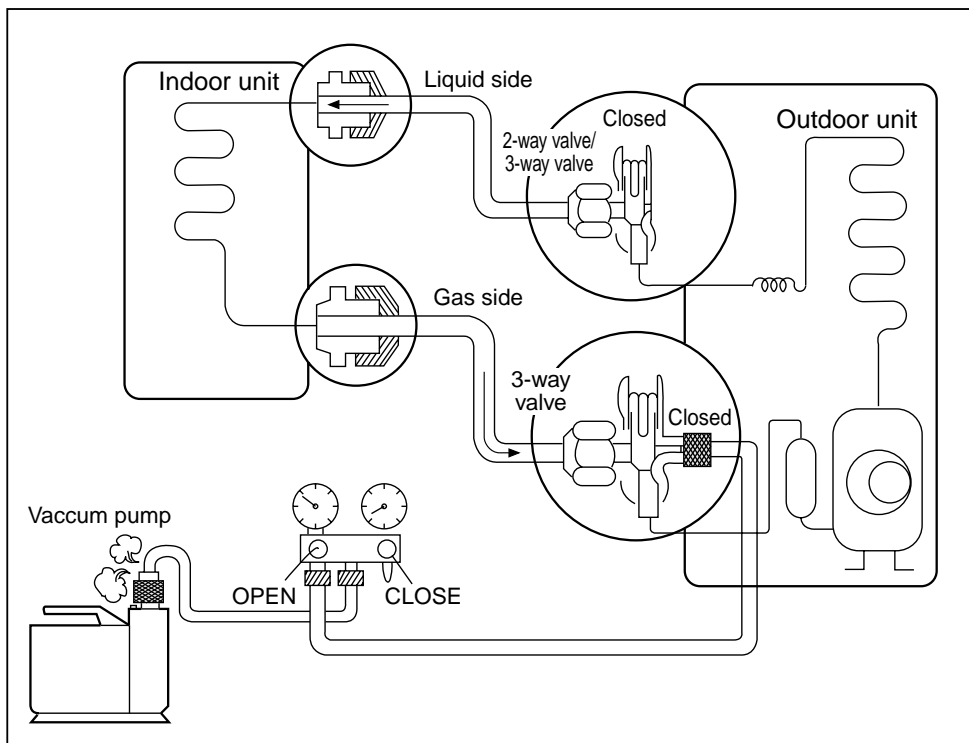 Indoor unit
Liquid side
Closed
2-way valve/
3-way valve
Outdoor unit
Gas side
3-way
valve
Closed
Vaccum pump
OPEN
CLOSE